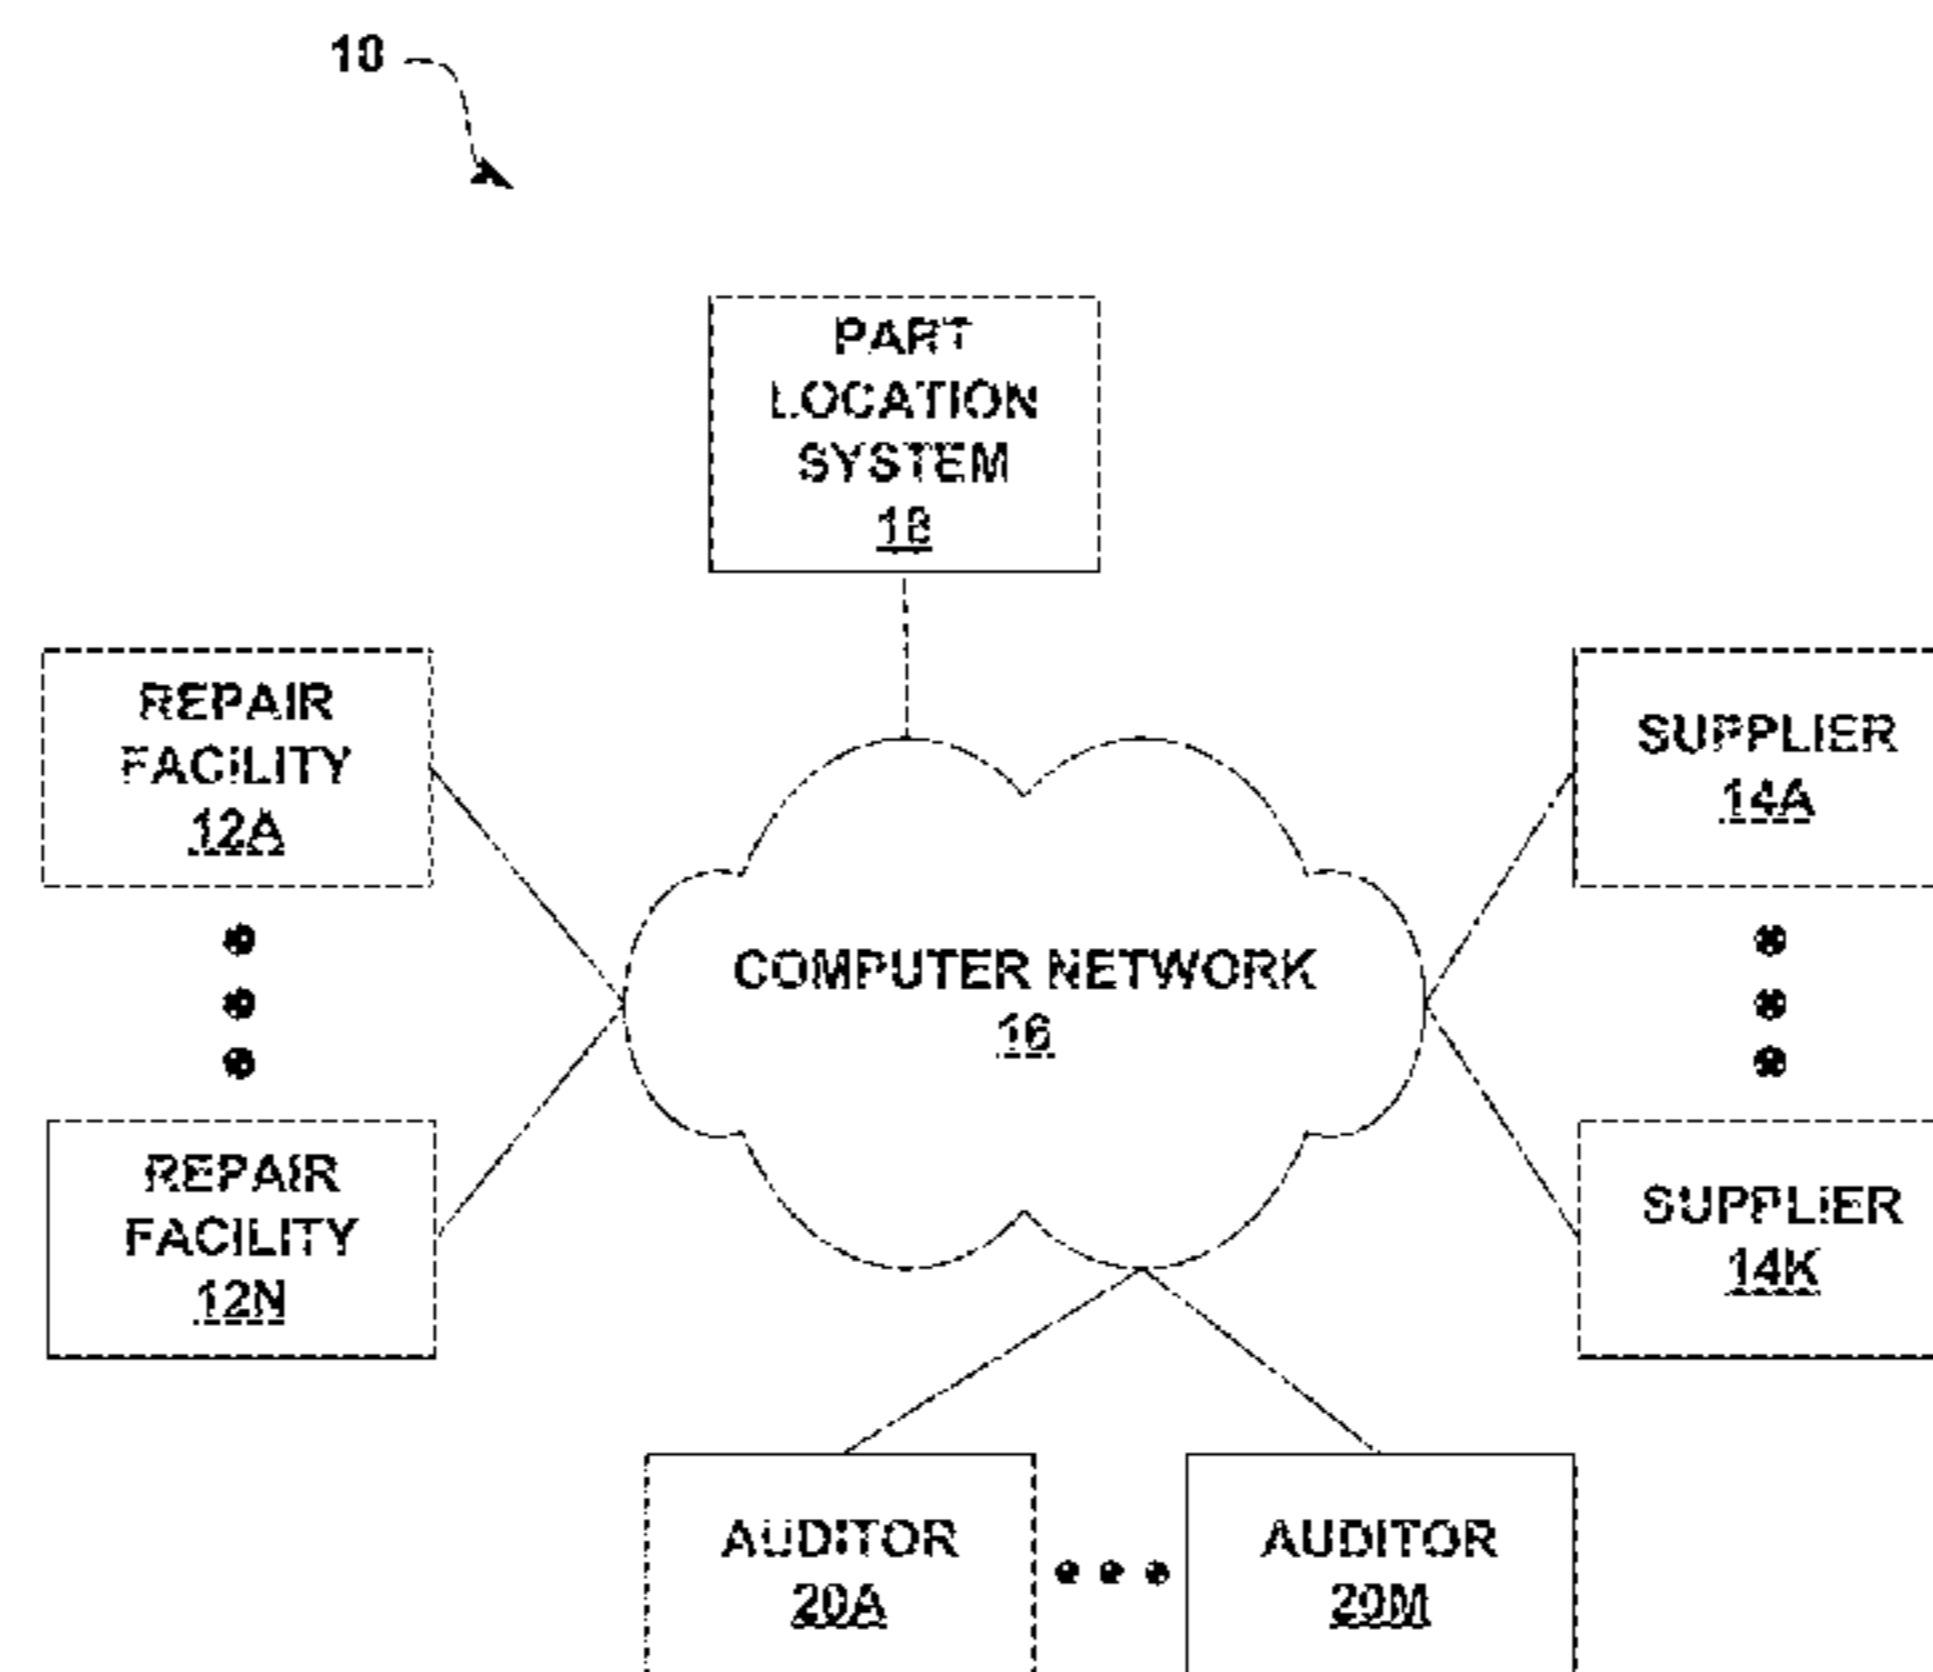 10
PART
LOCATION
SYSTEM
18
REPAIR
FACILITY
12A
SUPPLIER
14A
COMPUTER NETWORK
16
REPAIR
FACILITY
12N
SUPPLIER
14K
AUDITOR
20A
AUDITOR
20M